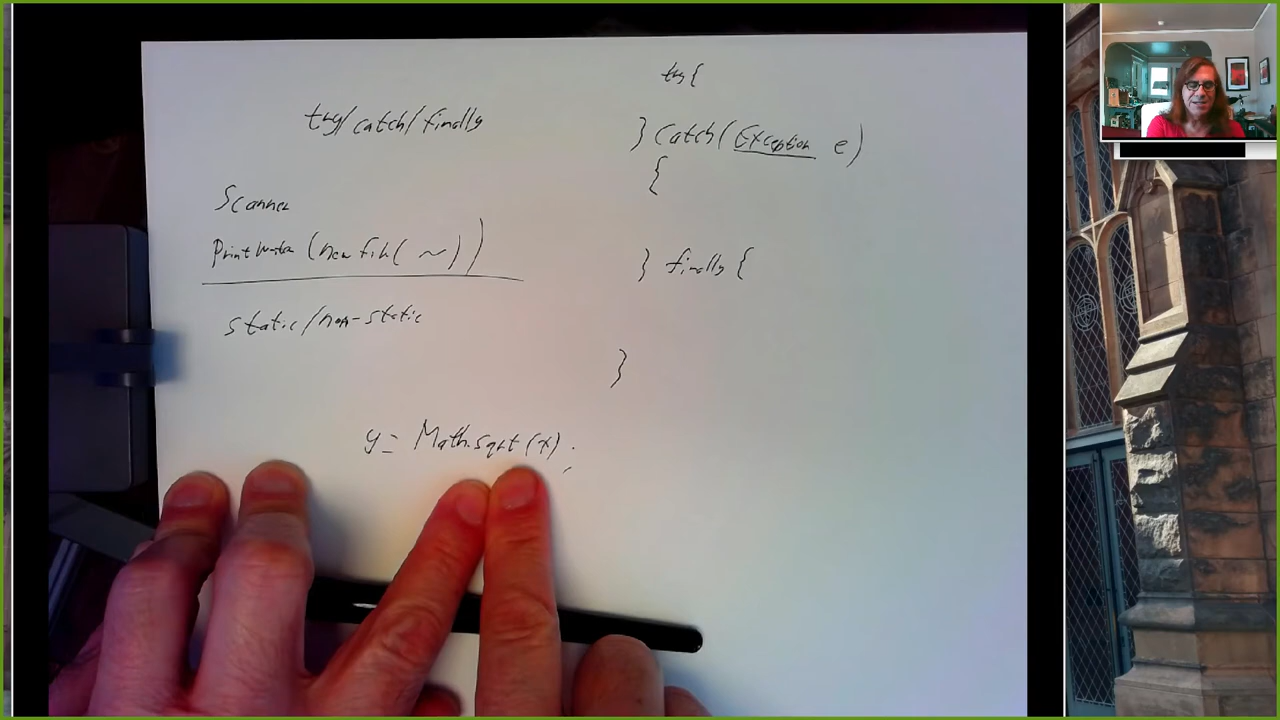 try/catch/finally
Scanner
PrintWriter (new File( ~ ))
static/non-static
y = Math.sqrt(x);
try{
} catch(Exception e)
{
} finally {
}